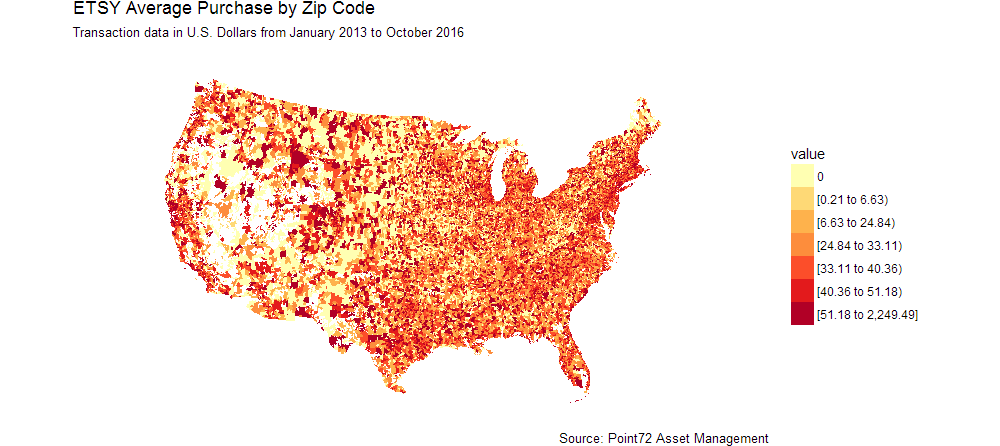 ETSY Average Purchase by Zip Code
Transaction data in U.S. Dollars from January 2013 to October 2016
value
0
[0.21 to 6.63)
[6.63 to 24.84)
[24.84 to 33.11)
[33.11 to 40.36)
[40.36 to 51.18)
[51.18 to 2,249.49]
Source: Point72 Asset Management